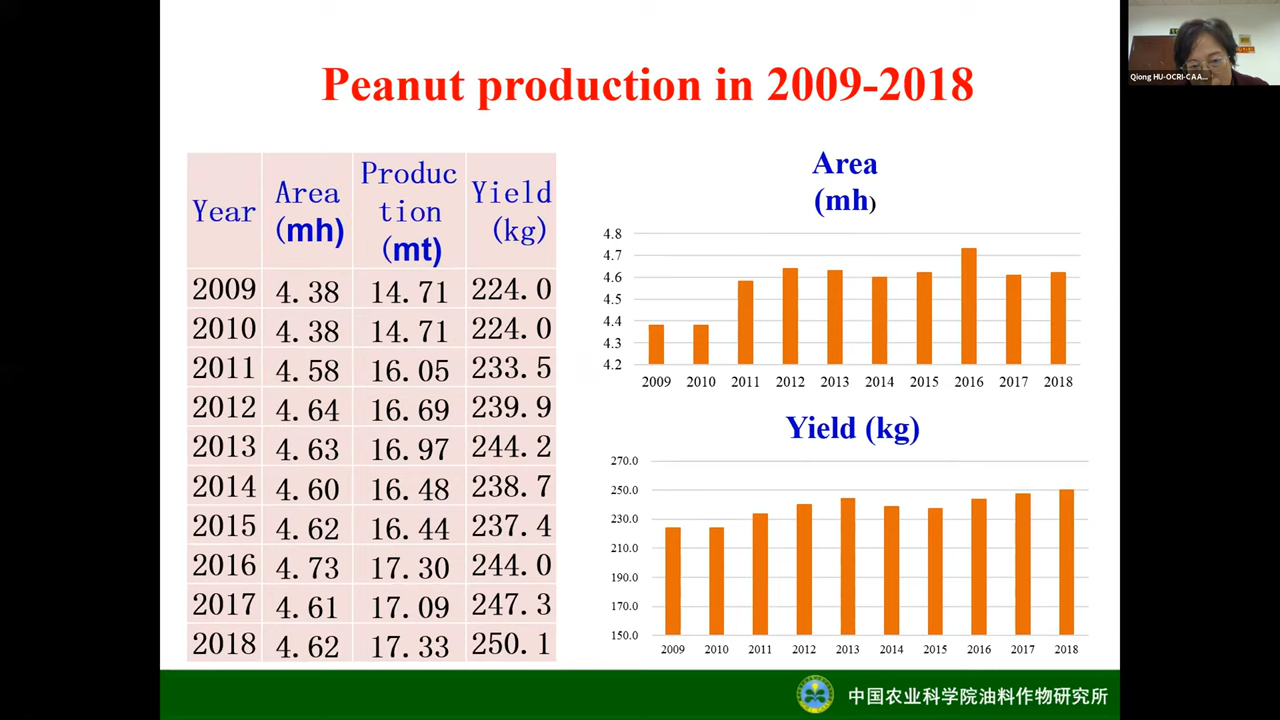 Peanut production in 2009-2018
Year Area (mh) Produc tion (mt) Yield (kg)
2009 4.38 14.71 224.0
2010 4.38 14.71 224.0
2011 4.58 16.05 233.5
2012 4.64 16.69 239.9
2013 4.63 16.97 244.2
2014 4.60 16.48 238.7
2015 4.62 16.44 237.4
2016 4.73 17.30 244.0
2017 4.61 17.09 247.3
2018 4.62 17.33 250.1
Area
(mh)
4.8
4.7
4.6
4.5
4.4
4.3
4.2
2009 2010 2011 2012 2013 2014 2015 2016 2017 2018
Yield (kg)
270.0
250.0
230.0
210.0
190.0
170.0
150.0
2009 2010 2011 2012 2013 2014 2015 2016 2017 2018
中国农业科学院油料作物研究所
Qiong HU-OCRI-CAA...